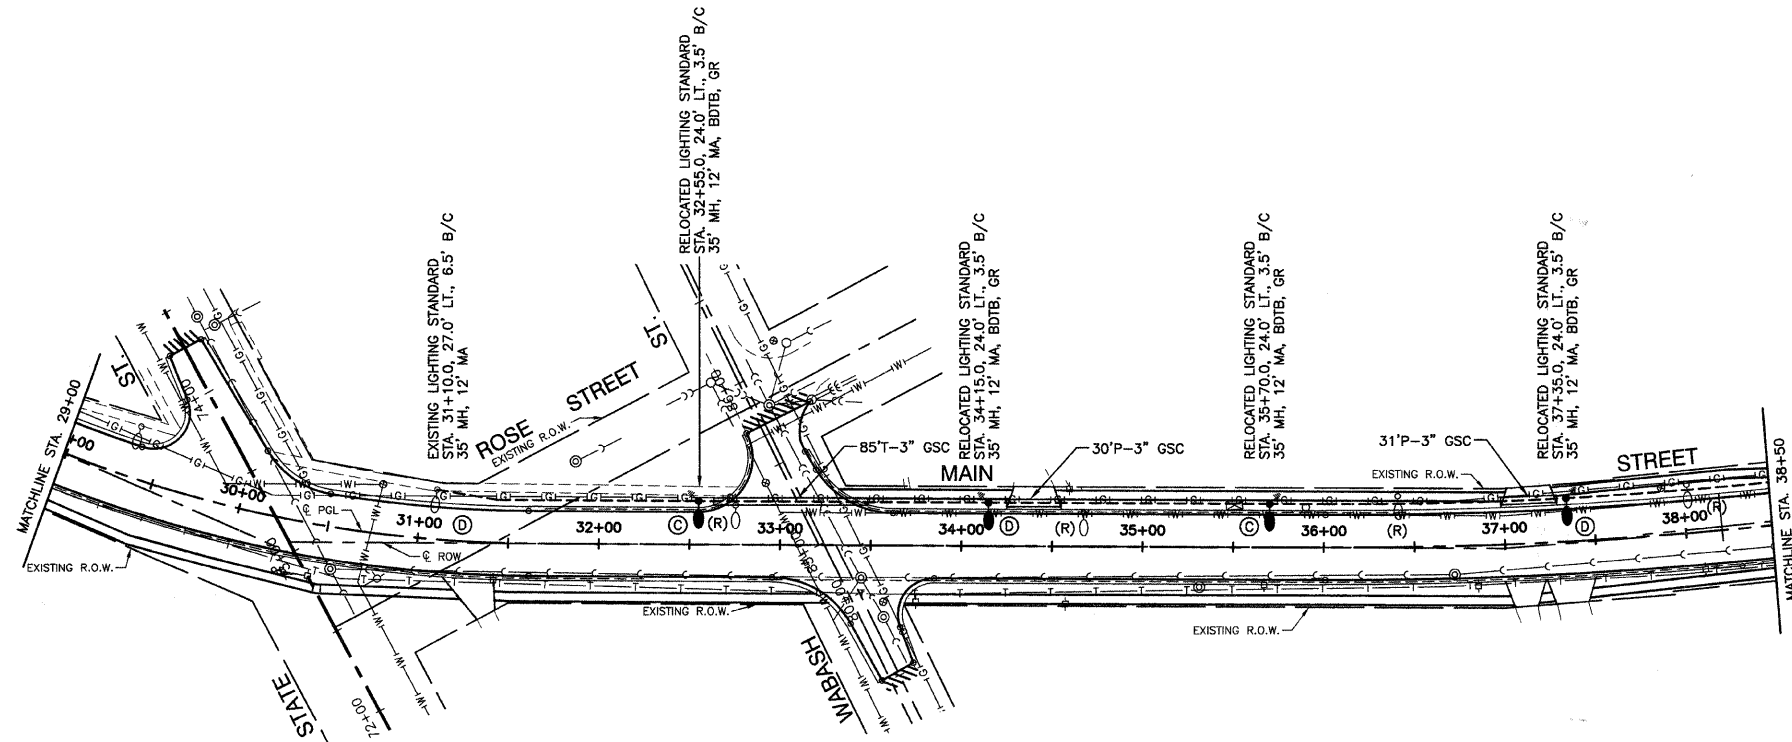 RELOCATED LIGHTING STANDARD
STA. 32+55.0, 24.0' LT., 3.5' B/C
35' MH, 12' MA, BDTB, GR
EXISTING LIGHTING STANDARD
STA. 31+10.0, 27.0' LT., 6.5' B/C
35' MH, 12' MA
RELOCATED LIGHTING STANDARD
STA. 34+15.0, 24.0' LT., 3.5' B/C
35' MH, 12' MA, BDTB, GR
RELOCATED LIGHTING STANDARD
STA. 35+70.0, 24.0' LT., 3.5' B/C
35' MH, 12' MA, BDTB, GR
RELOCATED LIGHTING STANDARD
STA. 37+35.0, 24.0' LT., 3.5' B/C
35' MH, 12' MA, BDTB, GR
MATCHLINE STA. 29+00
ST.
ROSE STREET
EXISTING R.O.W.
ST.
85'T-3" GSC
MAIN
30'P-3" GSC
31'P-3" GSC
EXISTING R.O.W.
STREET
MATCHLINE STA. 38+50
+00
74+00
30+00
℄ PGL
31+00 D
32+00
C (R)
33+00
34+00 D
(R)
35+00
C
36+00
(R)
37+00
D
38+00 (R)
℄ ROW
EXISTING R.O.W.
EXISTING R.O.W.
EXISTING R.O.W.
STATE
72+00
WABASH